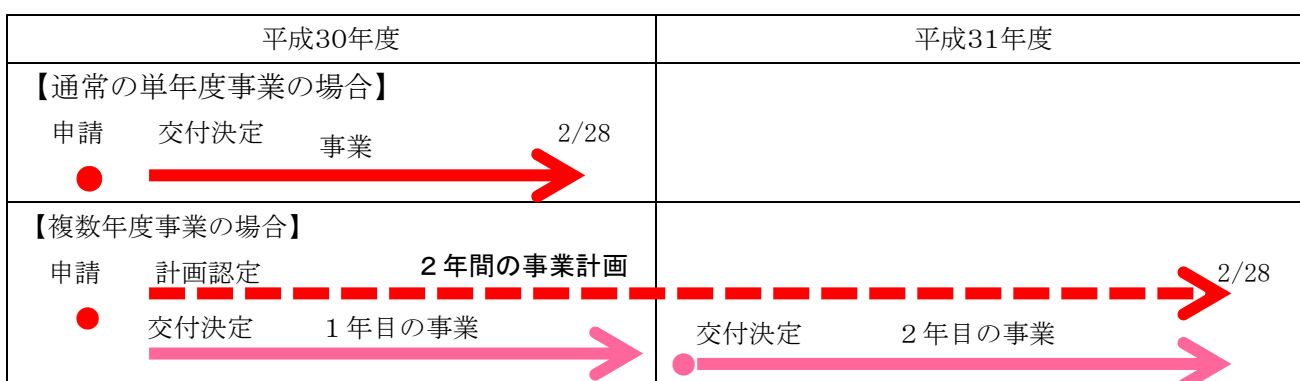 平成30年度 平成31年度
【通常の単年度事業の場合】
申請 交付決定 事業 2/28
【複数年度事業の場合】
申請 計画認定 2年間の事業計画 2/28
交付決定 1年目の事業 交付決定 2年目の事業